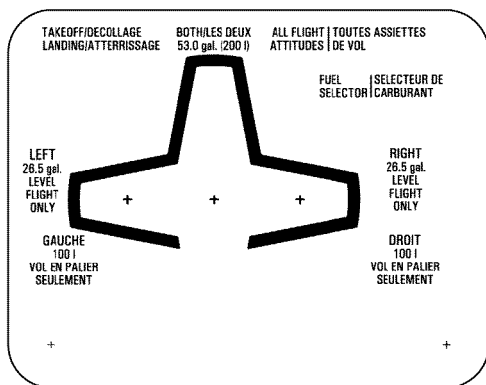 TAKEOFF/DECOLLAGE
LANDING/ATTERRISSAGE
BOTH/LES DEUX
53.0 gal. (200 l)
ALL FLIGHT | TOUTES ASSIETTES
ATTITUDES | DE VOL
FUEL | SELECTEUR DE
SELECTOR | CARBURANT
LEFT
26.5 gal.
LEVEL
FLIGHT
ONLY
GAUCHE
100 l
VOL EN PALIER
SEULEMENT
RIGHT
26.5 gal.
LEVEL
FLIGHT
ONLY
DROIT
100 l
VOL EN PALIER
SEULEMENT